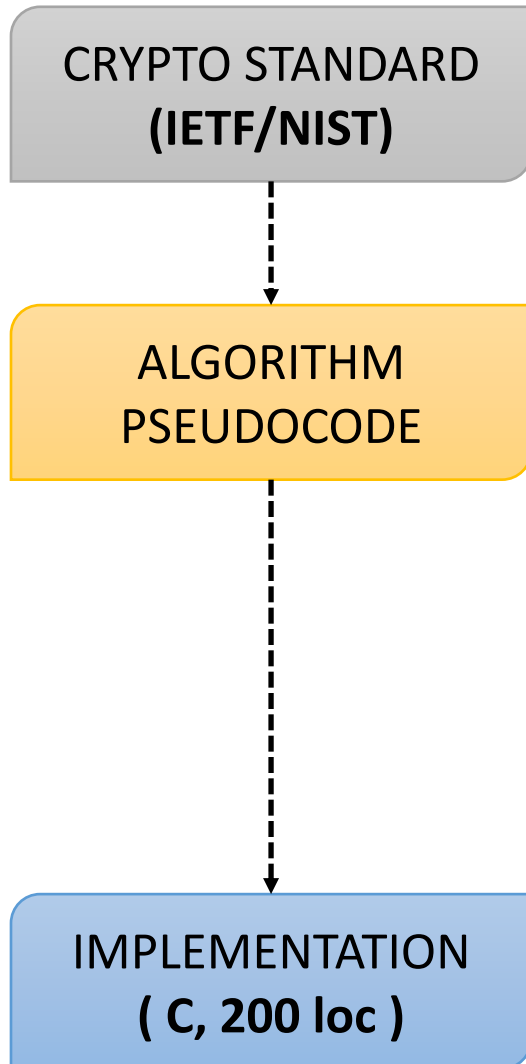 CRYPTO STANDARD
(IETF/NIST)
ALGORITHM
PSEUDOCODE
IMPLEMENTATION
( C, 200 loc )